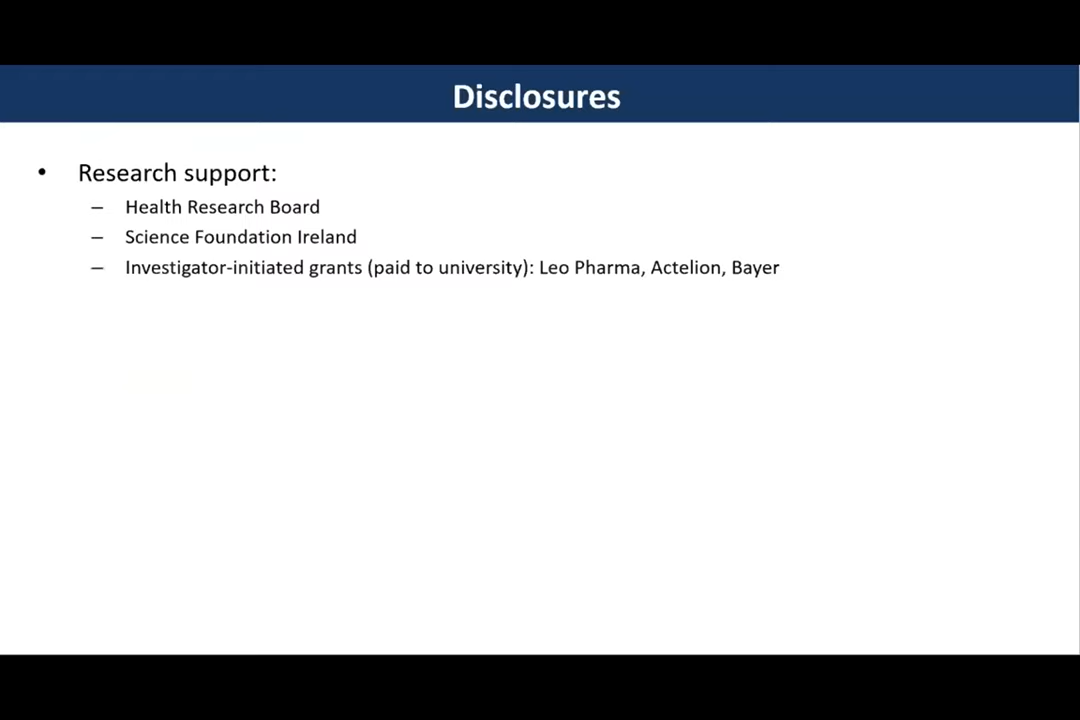 Disclosures
• Research support:
– Health Research Board
– Science Foundation Ireland
– Investigator-initiated grants (paid to university): Leo Pharma, Actelion, Bayer